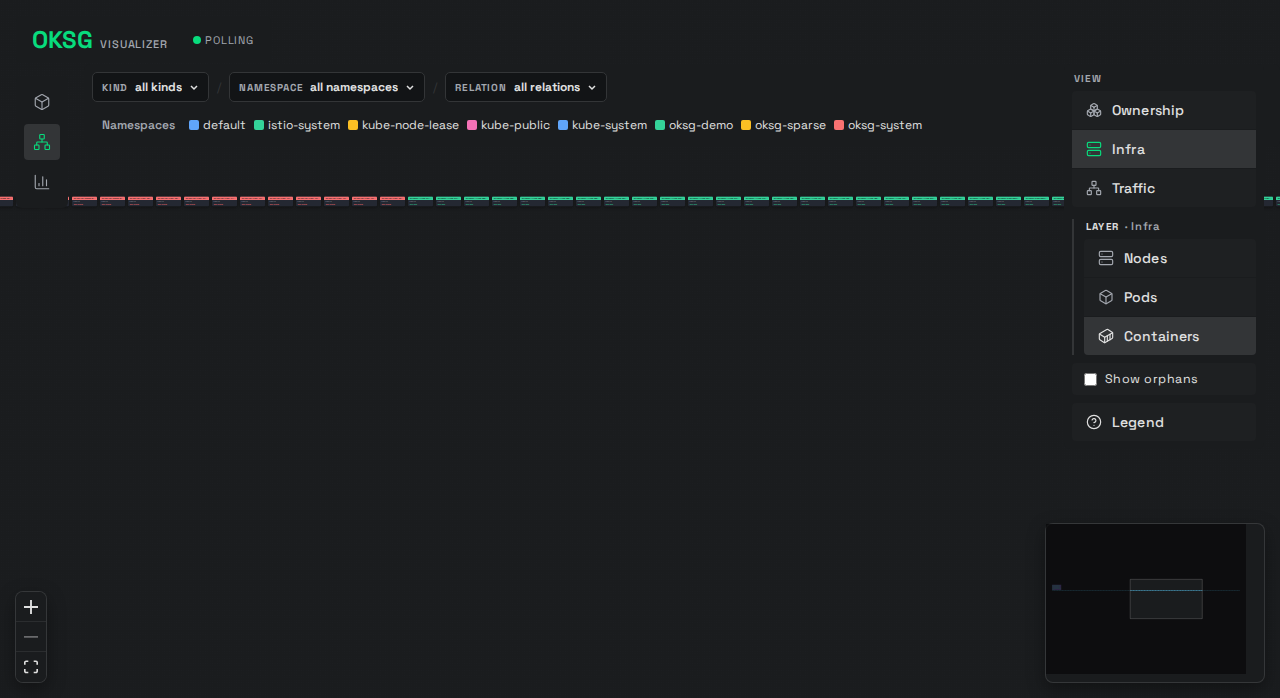 OKSG VISUALIZER POLLING
KIND all kinds / NAMESPACE all namespaces / RELATION all relations
Namespaces default istio-system kube-node-lease kube-public kube-system oksg-demo oksg-sparse oksg-system
VIEW
Ownership
Infra
Traffic
LAYER · Infra
Nodes
Pods
Containers
Show orphans
Legend